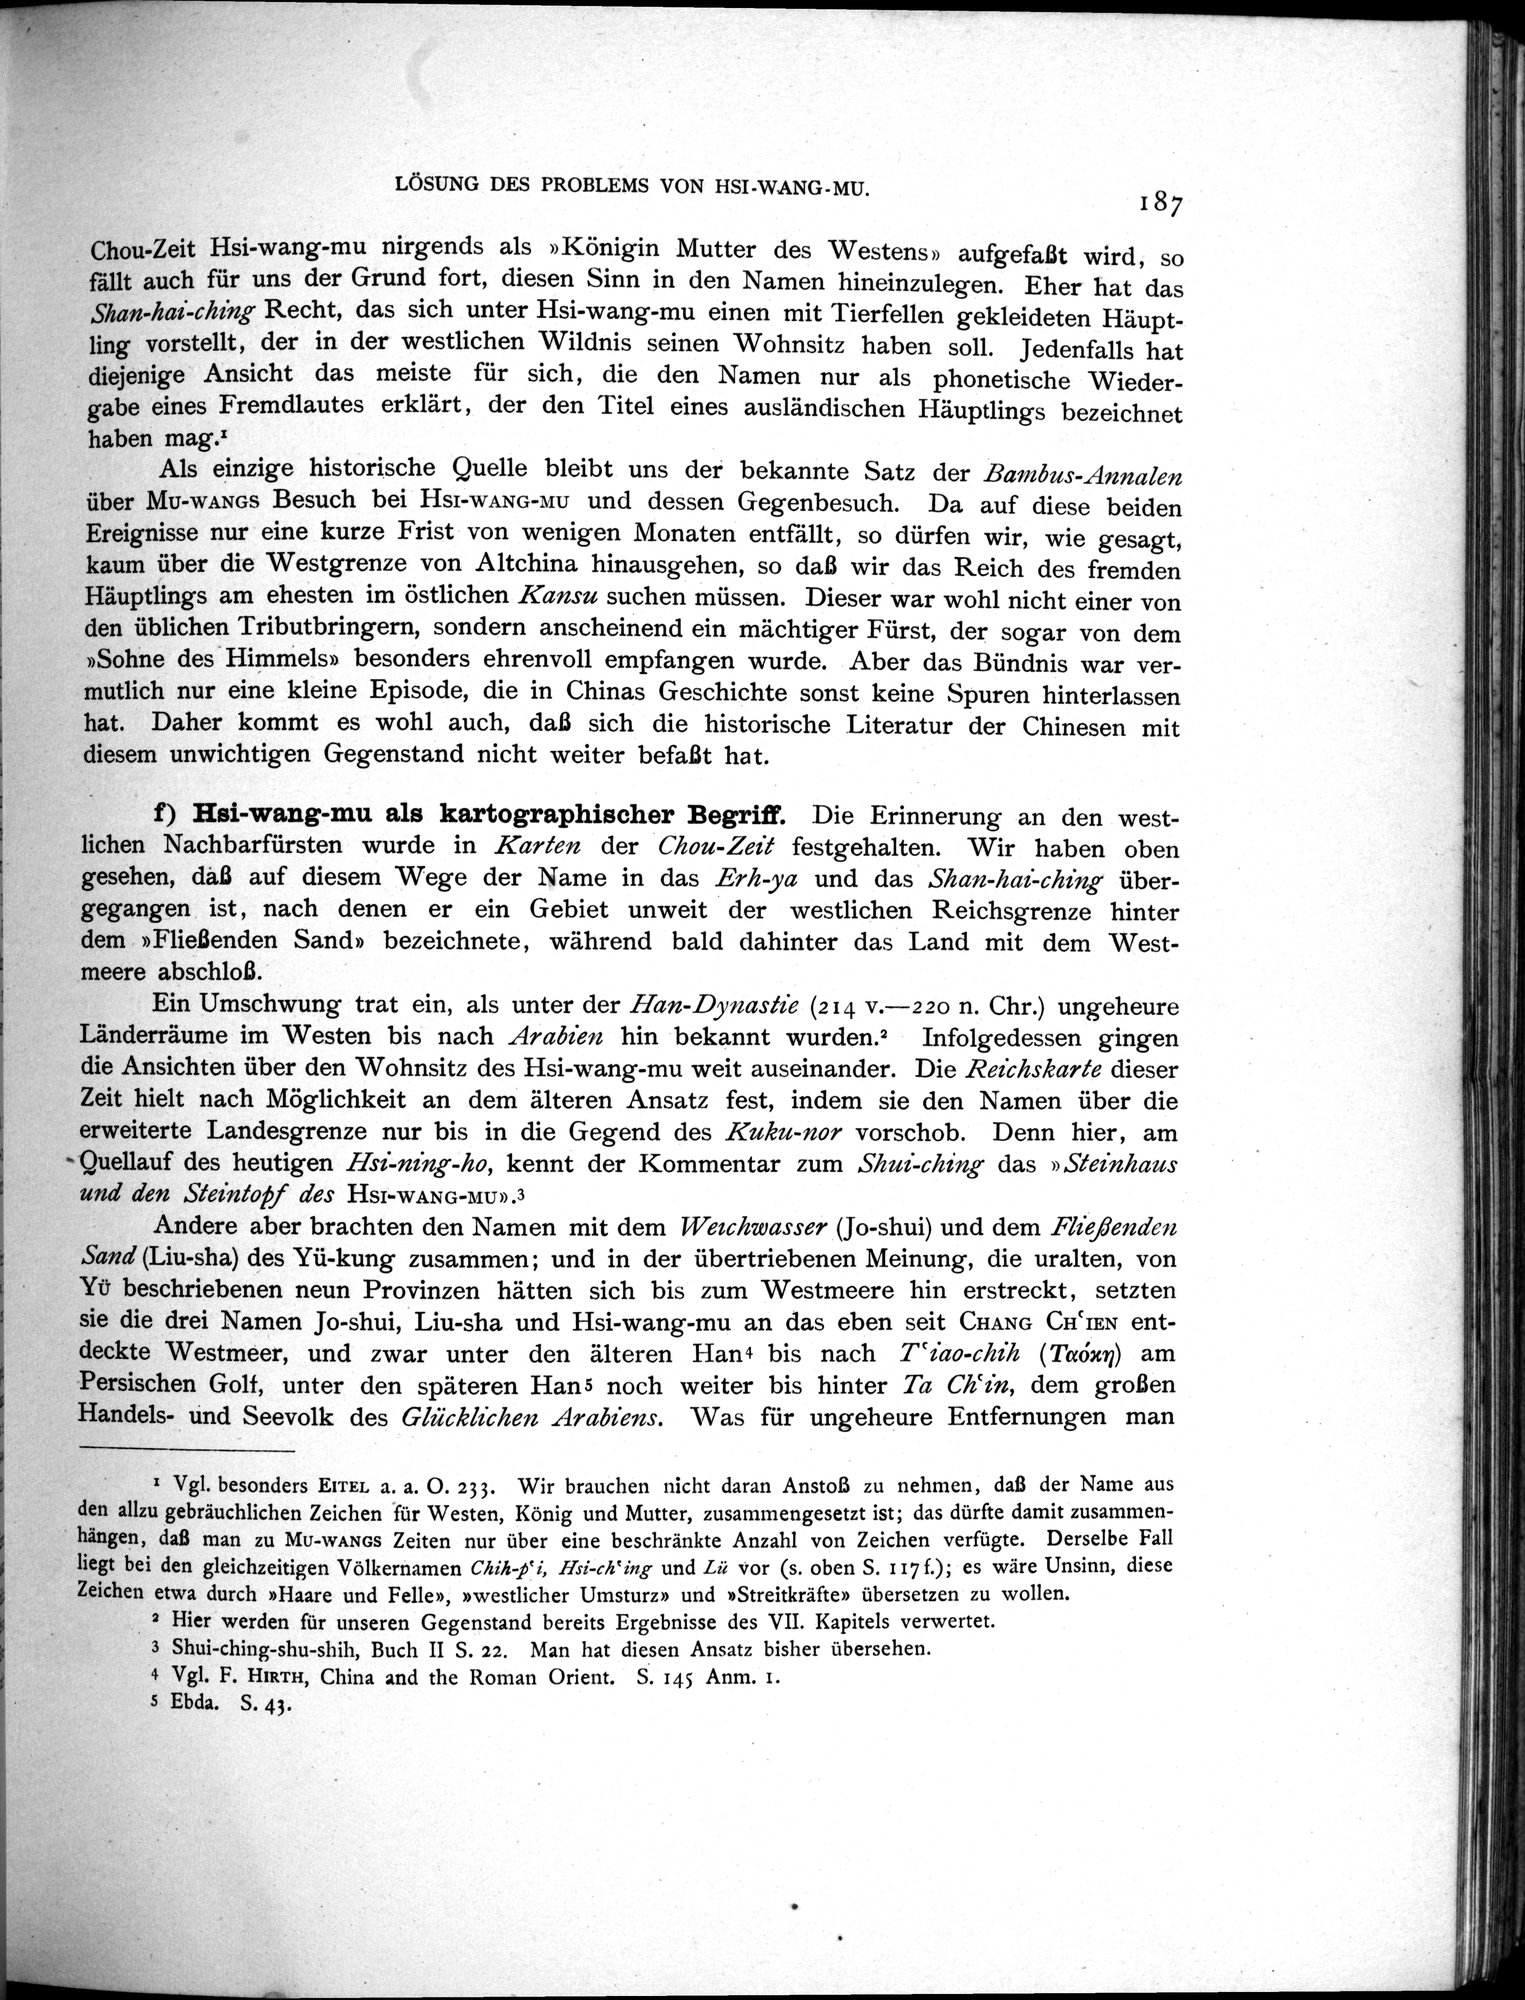 LÖSUNG DES PROBLEMS VON HSI-WANG-MU.
187
Chou-Zeit Hsi-wang-mu nirgends als »Königin Mutter des Westens» aufgefaßt wird, so
fällt auch für uns der Grund fort, diesen Sinn in den Namen hineinzulegen. Eher hat das
Shan-hai-ching Recht, das sich unter Hsi-wang-mu einen mit Tierfellen gekleideten Häupt-
ling vorstellt, der in der westlichen Wildnis seinen Wohnsitz haben soll. Jedenfalls hat
diejenige Ansicht das meiste für sich, die den Namen nur als phonetische Wieder-
gabe eines Fremdlautes erklärt, der den Titel eines ausländischen Häuptlings bezeichnet
haben mag.¹
Als einzige historische Quelle bleibt uns der bekannte Satz der Bambus-Annalen
über MU-WANGS Besuch bei HSI-WANG-MU und dessen Gegenbesuch. Da auf diese beiden
Ereignisse nur eine kurze Frist von wenigen Monaten entfällt, so dürfen wir, wie gesagt,
kaum über die Westgrenze von Altchina hinausgehen, so daß wir das Reich des fremden
Häuptlings am ehesten im östlichen Kansu suchen müssen. Dieser war wohl nicht einer von
den üblichen Tributbringern, sondern anscheinend ein mächtiger Fürst, der sogar von dem
»Sohne des Himmels» besonders ehrenvoll empfangen wurde. Aber das Bündnis war ver-
mutlich nur eine kleine Episode, die in Chinas Geschichte sonst keine Spuren hinterlassen
hat. Daher kommt es wohl auch, daß sich die historische Literatur der Chinesen mit
diesem unwichtigen Gegenstand nicht weiter befaßt hat.
f) Hsi-wang-mu als kartographischer Begriff. Die Erinnerung an den west-
lichen Nachbarfürsten wurde in Karten der Chou-Zeit festgehalten. Wir haben oben
gesehen, daß auf diesem Wege der Name in das Erh-ya und das Shan-hai-ching über-
gegangen ist, nach denen er ein Gebiet unweit der westlichen Reichsgrenze hinter
dem »Fließenden Sand» bezeichnete, während bald dahinter das Land mit dem West-
meere abschloß.
Ein Umschwung trat ein, als unter der Han-Dynastie (214 v.—220 n. Chr.) ungeheure
Länderräume im Westen bis nach Arabien hin bekannt wurden.² Infolgedessen gingen
die Ansichten über den Wohnsitz des Hsi-wang-mu weit auseinander. Die Reichskarte dieser
Zeit hielt nach Möglichkeit an dem älteren Ansatz fest, indem sie den Namen über die
erweiterte Landesgrenze nur bis in die Gegend des Kuku-nor vorschob. Denn hier, am
Quellauf des heutigen Hsi-ning-ho, kennt der Kommentar zum Shui-ching das »Steinhaus
und den Steintopf des HSI-WANG-MU».³
Andere aber brachten den Namen mit dem Weichwasser (Jo-shui) und dem Fließenden
Sand (Liu-sha) des Yü-kung zusammen; und in der übertriebenen Meinung, die uralten, von
YÜ beschriebenen neun Provinzen hätten sich bis zum Westmeere hin erstreckt, setzten
sie die drei Namen Jo-shui, Liu-sha und Hsi-wang-mu an das eben seit CHANG CHʿIEN ent-
deckte Westmeer, und zwar unter den älteren Han⁴ bis nach Tʿiao-chih (Ταόκη) am
Persischen Golf, unter den späteren Han⁵ noch weiter bis hinter Ta Chʿin, dem großen
Handels- und Seevolk des Glücklichen Arabiens. Was für ungeheure Entfernungen man
¹ Vgl. besonders EITEL a. a. O. 233. Wir brauchen nicht daran Anstoß zu nehmen, daß der Name aus
den allzu gebräuchlichen Zeichen für Westen, König und Mutter, zusammengesetzt ist; das dürfte damit zusammen-
hängen, daß man zu MU-WANGS Zeiten nur über eine beschränkte Anzahl von Zeichen verfügte. Derselbe Fall
liegt bei den gleichzeitigen Völkernamen Chih-pʿi, Hsi-chʿing und Lü vor (s. oben S. 117 f.); es wäre Unsinn, diese
Zeichen etwa durch »Haare und Felle», »westlicher Umsturz» und »Streitkräfte» übersetzen zu wollen.
² Hier werden für unseren Gegenstand bereits Ergebnisse des VII. Kapitels verwertet.
³ Shui-ching-shu-shih, Buch II S. 22. Man hat diesen Ansatz bisher übersehen.
⁴ Vgl. F. HIRTH, China and the Roman Orient. S. 145 Anm. 1.
⁵ Ebda. S. 43.